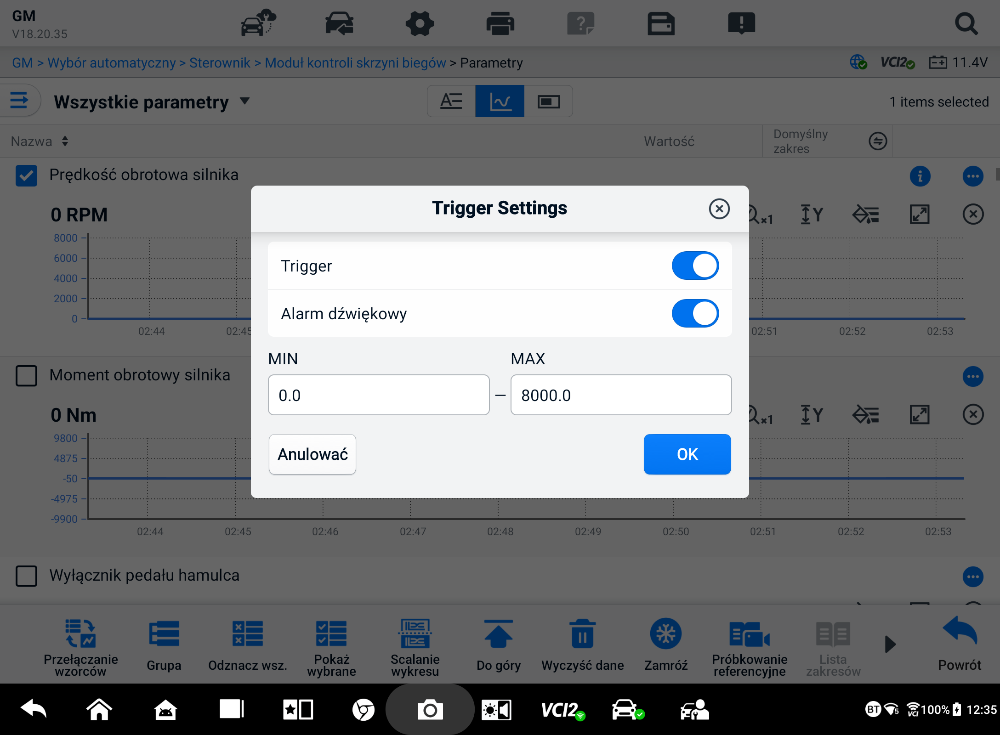 GM
V18.20.35
GM > Wybór automatyczny > Sterownik > Moduł kontroli skrzyni biegów > Parametry
VCI2
11.4V
Wszystkie parametry
1 items selected
Nazwa
Wartość
Domyślny
zakres
Prędkość obrotowa silnika
0 RPM
×1
Y
8000
6000
4000
2000
0
02:44
02:45
02:51
02:52
02:53
Trigger Settings
Trigger
Alarm dźwiękowy
MIN
MAX
0.0
–
8000.0
Anulować
OK
Moment obrotowy silnika
0 Nm
×1
Y
9800
4875
-50
-4975
-9900
02:44
02:45
02:46
02:47
02:48
02:49
02:50
02:51
02:52
02:53
Wyłącznik pedału hamulca
Przełączanie
wzorców
Grupa
Odznacz wsz.
Pokaż
wybrane
Scalanie
wykresu
Do góry
Wyczyść dane
Zamróź
Próbkowanie
referencyjne
Lista
zakresów
Powrót
VCI2
BT
5
VCI
100%
12:35